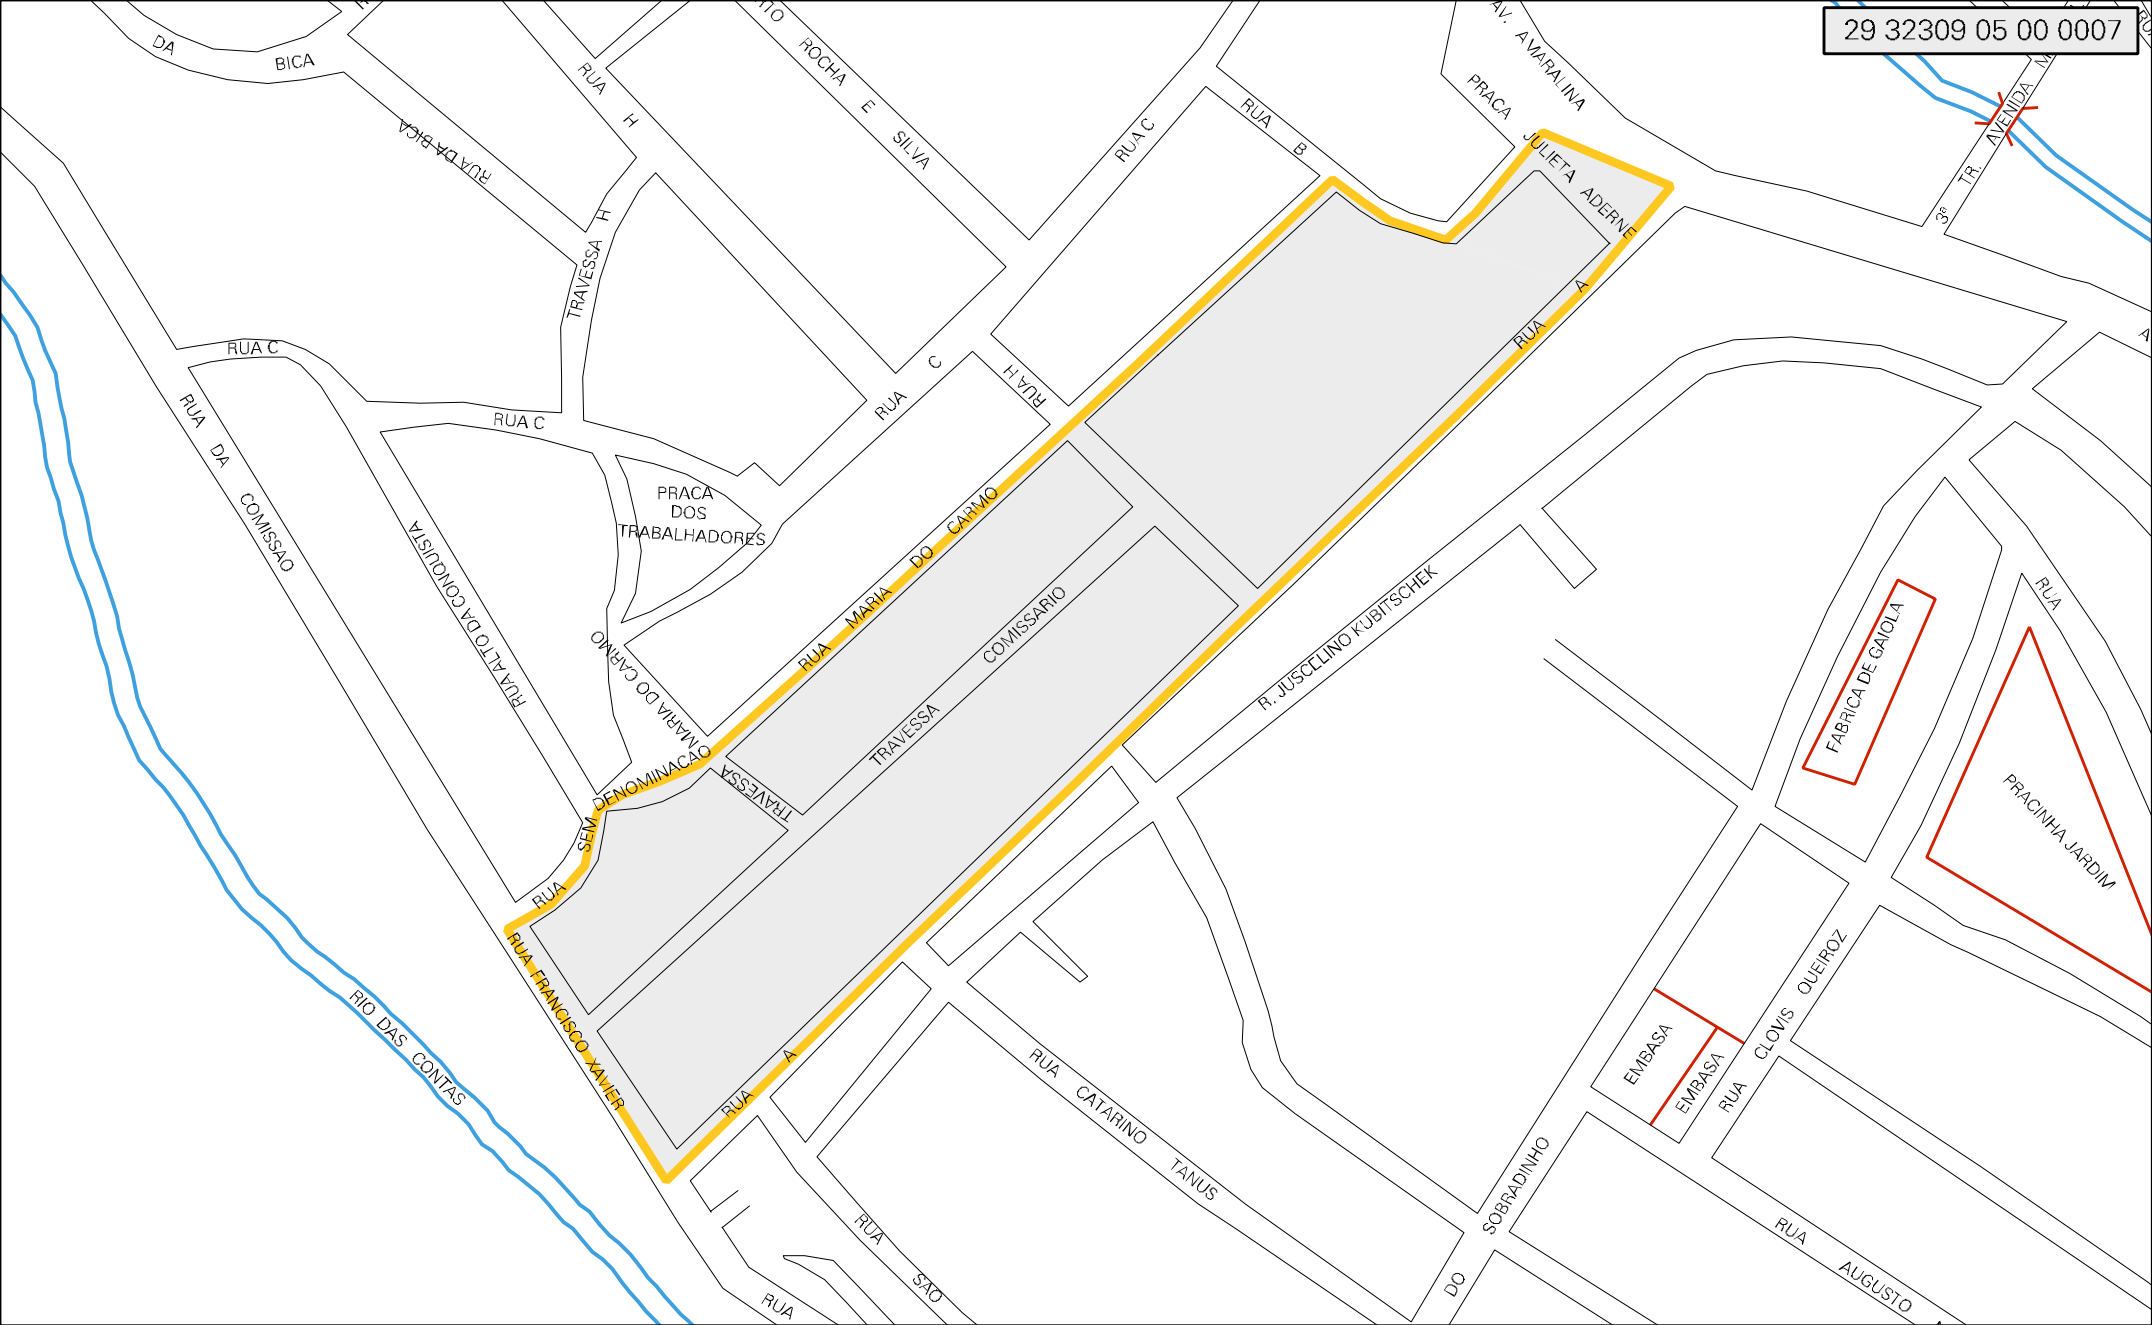 29 32309 05 00 0007
DA
BICA
RUA DA BICA
RUA H
ROCHA E SILVA
RUA C
RUA B
PRACA
JULIETA ADERNE
AV. AMARALINA
3ª TR. AVENIDA
TRAVESSA H
RUA C
RUA C
RUA C
RUA H
RUA DA COMISSAO
RUA ALTO DA CONQUISTA
PRACA
DOS
TRABALHADORES
RUA MARIA DO CARMO
MARIA DO CARMO
TRAVESSA
TRAVESSA COMISSARIO
RUA SEM DENOMINACAO
RUA FRANCISCO XAVIER
RUA A
RUA A
R. JUSCELINO KUBITSCHEK
RUA
FABRICA DE GAIOLA
PRACINHA JARDIM
RIO DAS CONTAS
RUA CATARINO TANUS
EMBASA
EMBASA
RUA CLOVIS QUEIROZ
DO SOBRADINHO
RUA AUGUSTO
RUA SAO
RUA